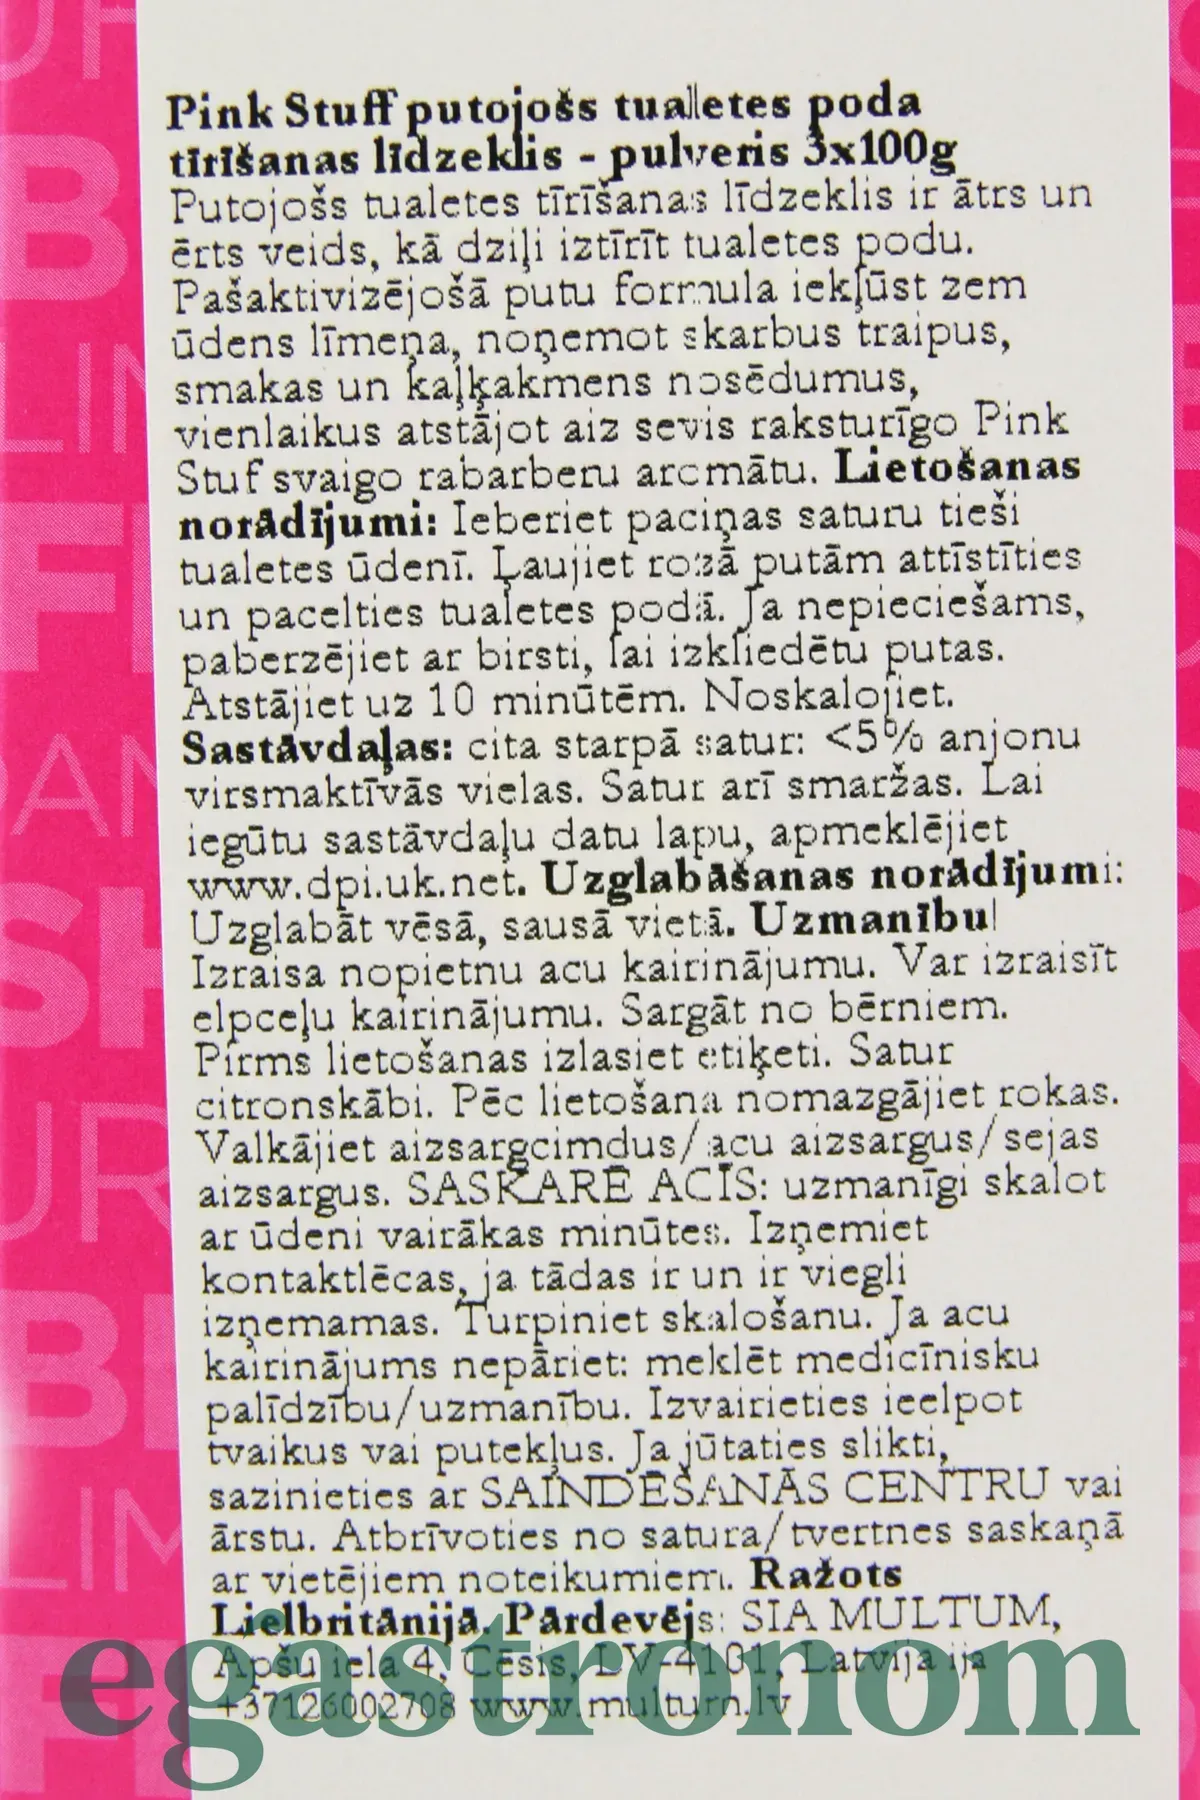 Pink Stuff putojošs tualetes poda
tīrīšanas līdzeklis - pulveris 3x100g
Putojošs tualetes tīrīšanas līdzeklis ir ātrs un
ērts veids, kā dziļi iztīrīt tualetes podu.
Pašaktivizējošā putu formula iekļūst zem
ūdens līmeņa, noņemot skarbus traipus,
smakas un kaļķakmens nosēdumus,
vienlaikus atstājot aiz sevis raksturīgo Pink
Stuf svaigo rabarberu aromātu. Lietošanas
norādījumi: Ieberiet paciņas saturu tieši
tualetes ūdenī. Ļaujiet rozā putām attīstīties
un pacelties tualetes podā. Ja nepieciešams,
paberzējiet ar birsti, lai izkliedētu putas.
Atstājiet uz 10 minūtēm. Noskalojiet.
Sastāvdaļas: cita starpā satur: <5% anjonu
virsmaktīvās vielas. Satur arī smaržas. Lai
iegūtu sastāvdaļu datu lapu, apmeklējiet
www.dpi.uk.net. Uzglabāšanas norādījumi:
Uzglabāt vēsā, sausā vietā. Uzmanību!
Izraisa nopietnu acu kairinājumu. Var izraisīt
elpceļu kairinājumu. Sargāt no bērniem.
Pirms lietošanas izlasiet etiķeti. Satur
citronskābi. Pēc lietošana nomazgājiet rokas.
Valkājiet aizsargcimdus/acu aizsargus/sejas
aizsargus. SASKARĒ ACĪS: uzmanīgi skalot
ar ūdeni vairākas minūtes. Izņemiet
kontaktlēcas, ja tādas ir un ir viegli
izņemamas. Turpiniet skalošanu. Ja acu
kairinājums nepāriet: meklēt medicīnisku
palīdzību/uzmanību. Izvairieties ieelpot
tvaikus vai putekļus. Ja jūtaties slikti,
sazinieties ar SAINDĒŠANĀS CENTRU vai
ārstu. Atbrīvoties no satura/tvertnes saskaņā
ar vietējiem noteikumiem. Ražots
Lielbritānijā. Pārdevējs: SIA MULTUM,
Apšu iela 4, Cēsis, LV-4101, Latvija ija
+37126002708 www.multum.lv
egastronom